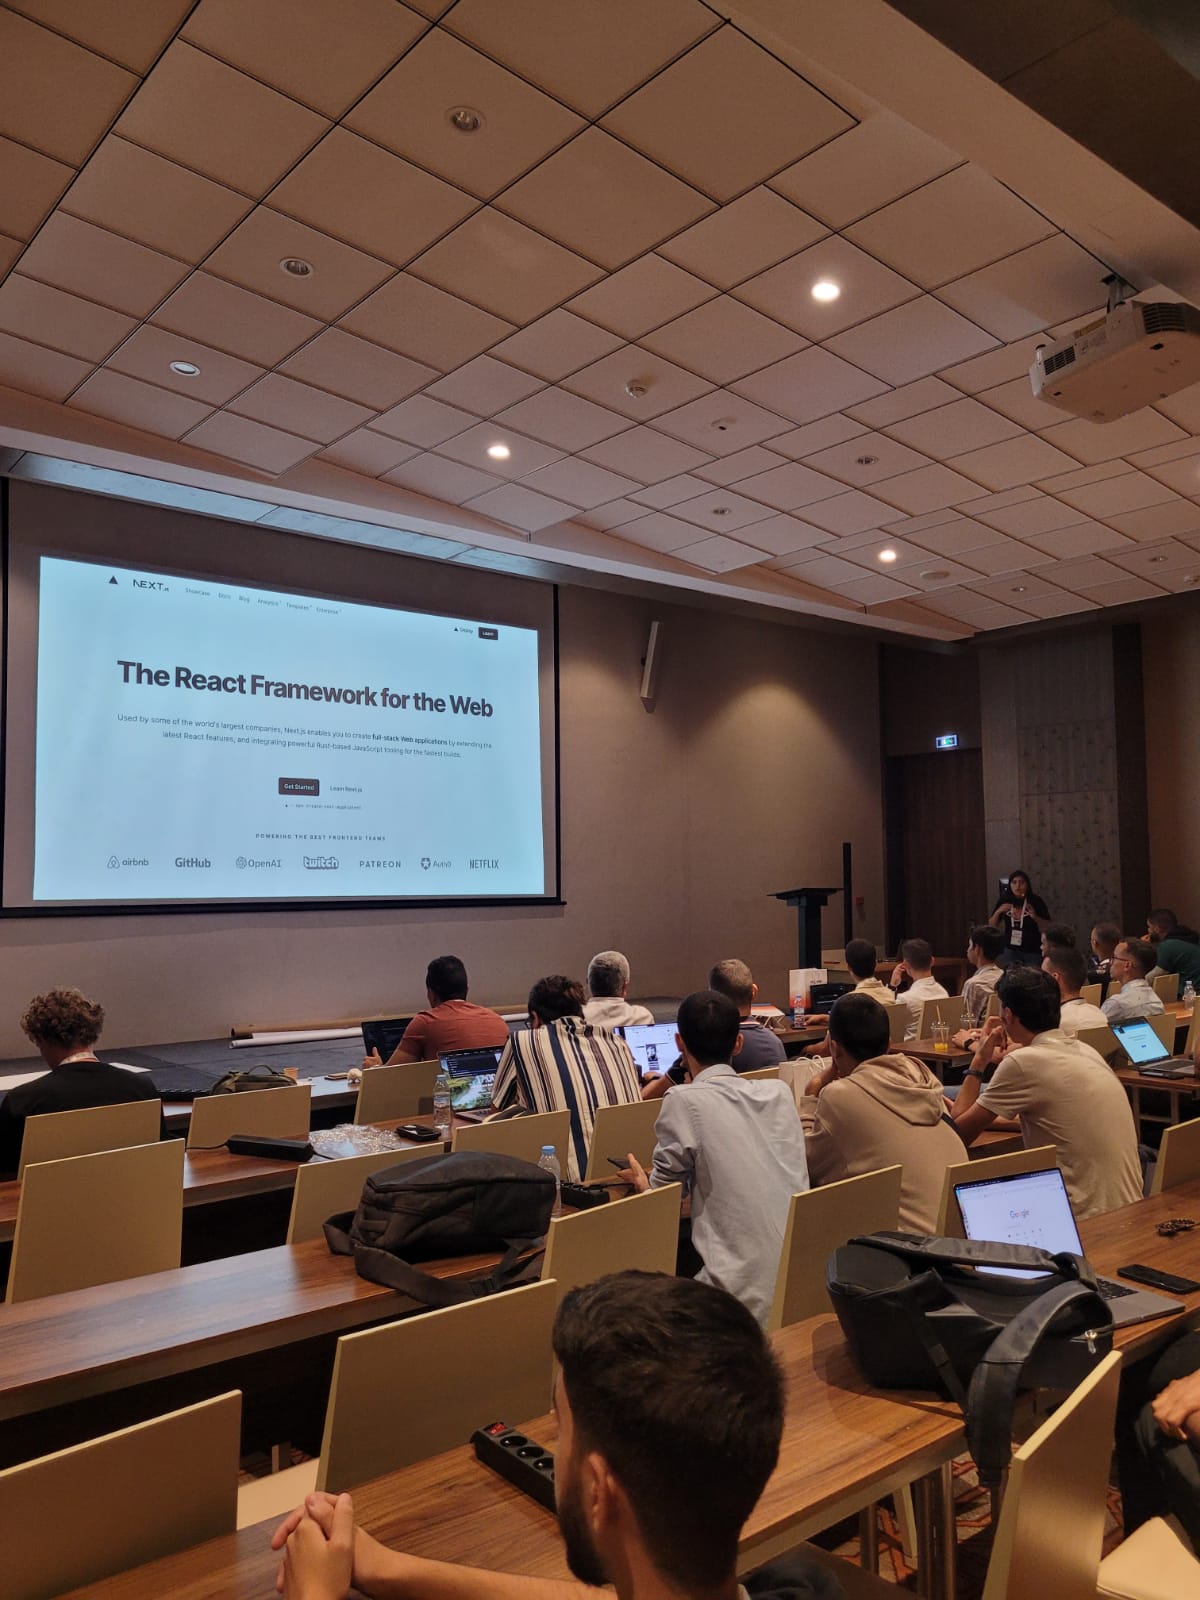 NEXT.JS Showcase Docs Blog Analytics Templates Enterprise
Deploy Learn
The React Framework for the Web
Used by some of the world's largest companies, Next.js enables you to create full-stack Web applications by extending the
latest React features, and integrating powerful Rust-based JavaScript tooling for the fastest builds.
Get Started Learn Next.js
POWERING THE BEST FRONTEND TEAMS
airbnb GitHub OpenAI twitch PATREON Auth0 NETFLIX
Google